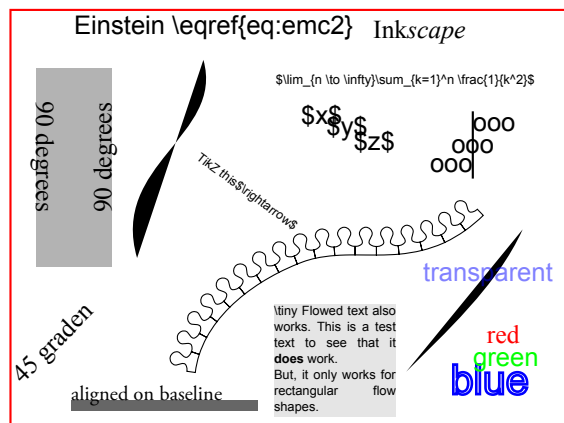 Einstein \eqref{eq:emc2}
Inkscape
$\lim_{n \to \infty}\sum_{k=1}^n \frac{1}{k^2}$
90 degrees
90 degrees
$x$
$y$
$z$
ooo
ooo
ooo
TikZ this$\rightarrow$
transparent
45 graden
\tiny Flowed text also
works. This is a test
text to see that it
does work.
But, it only works for
rectangular flow
shapes.
red
green
blue
aligned on baseline